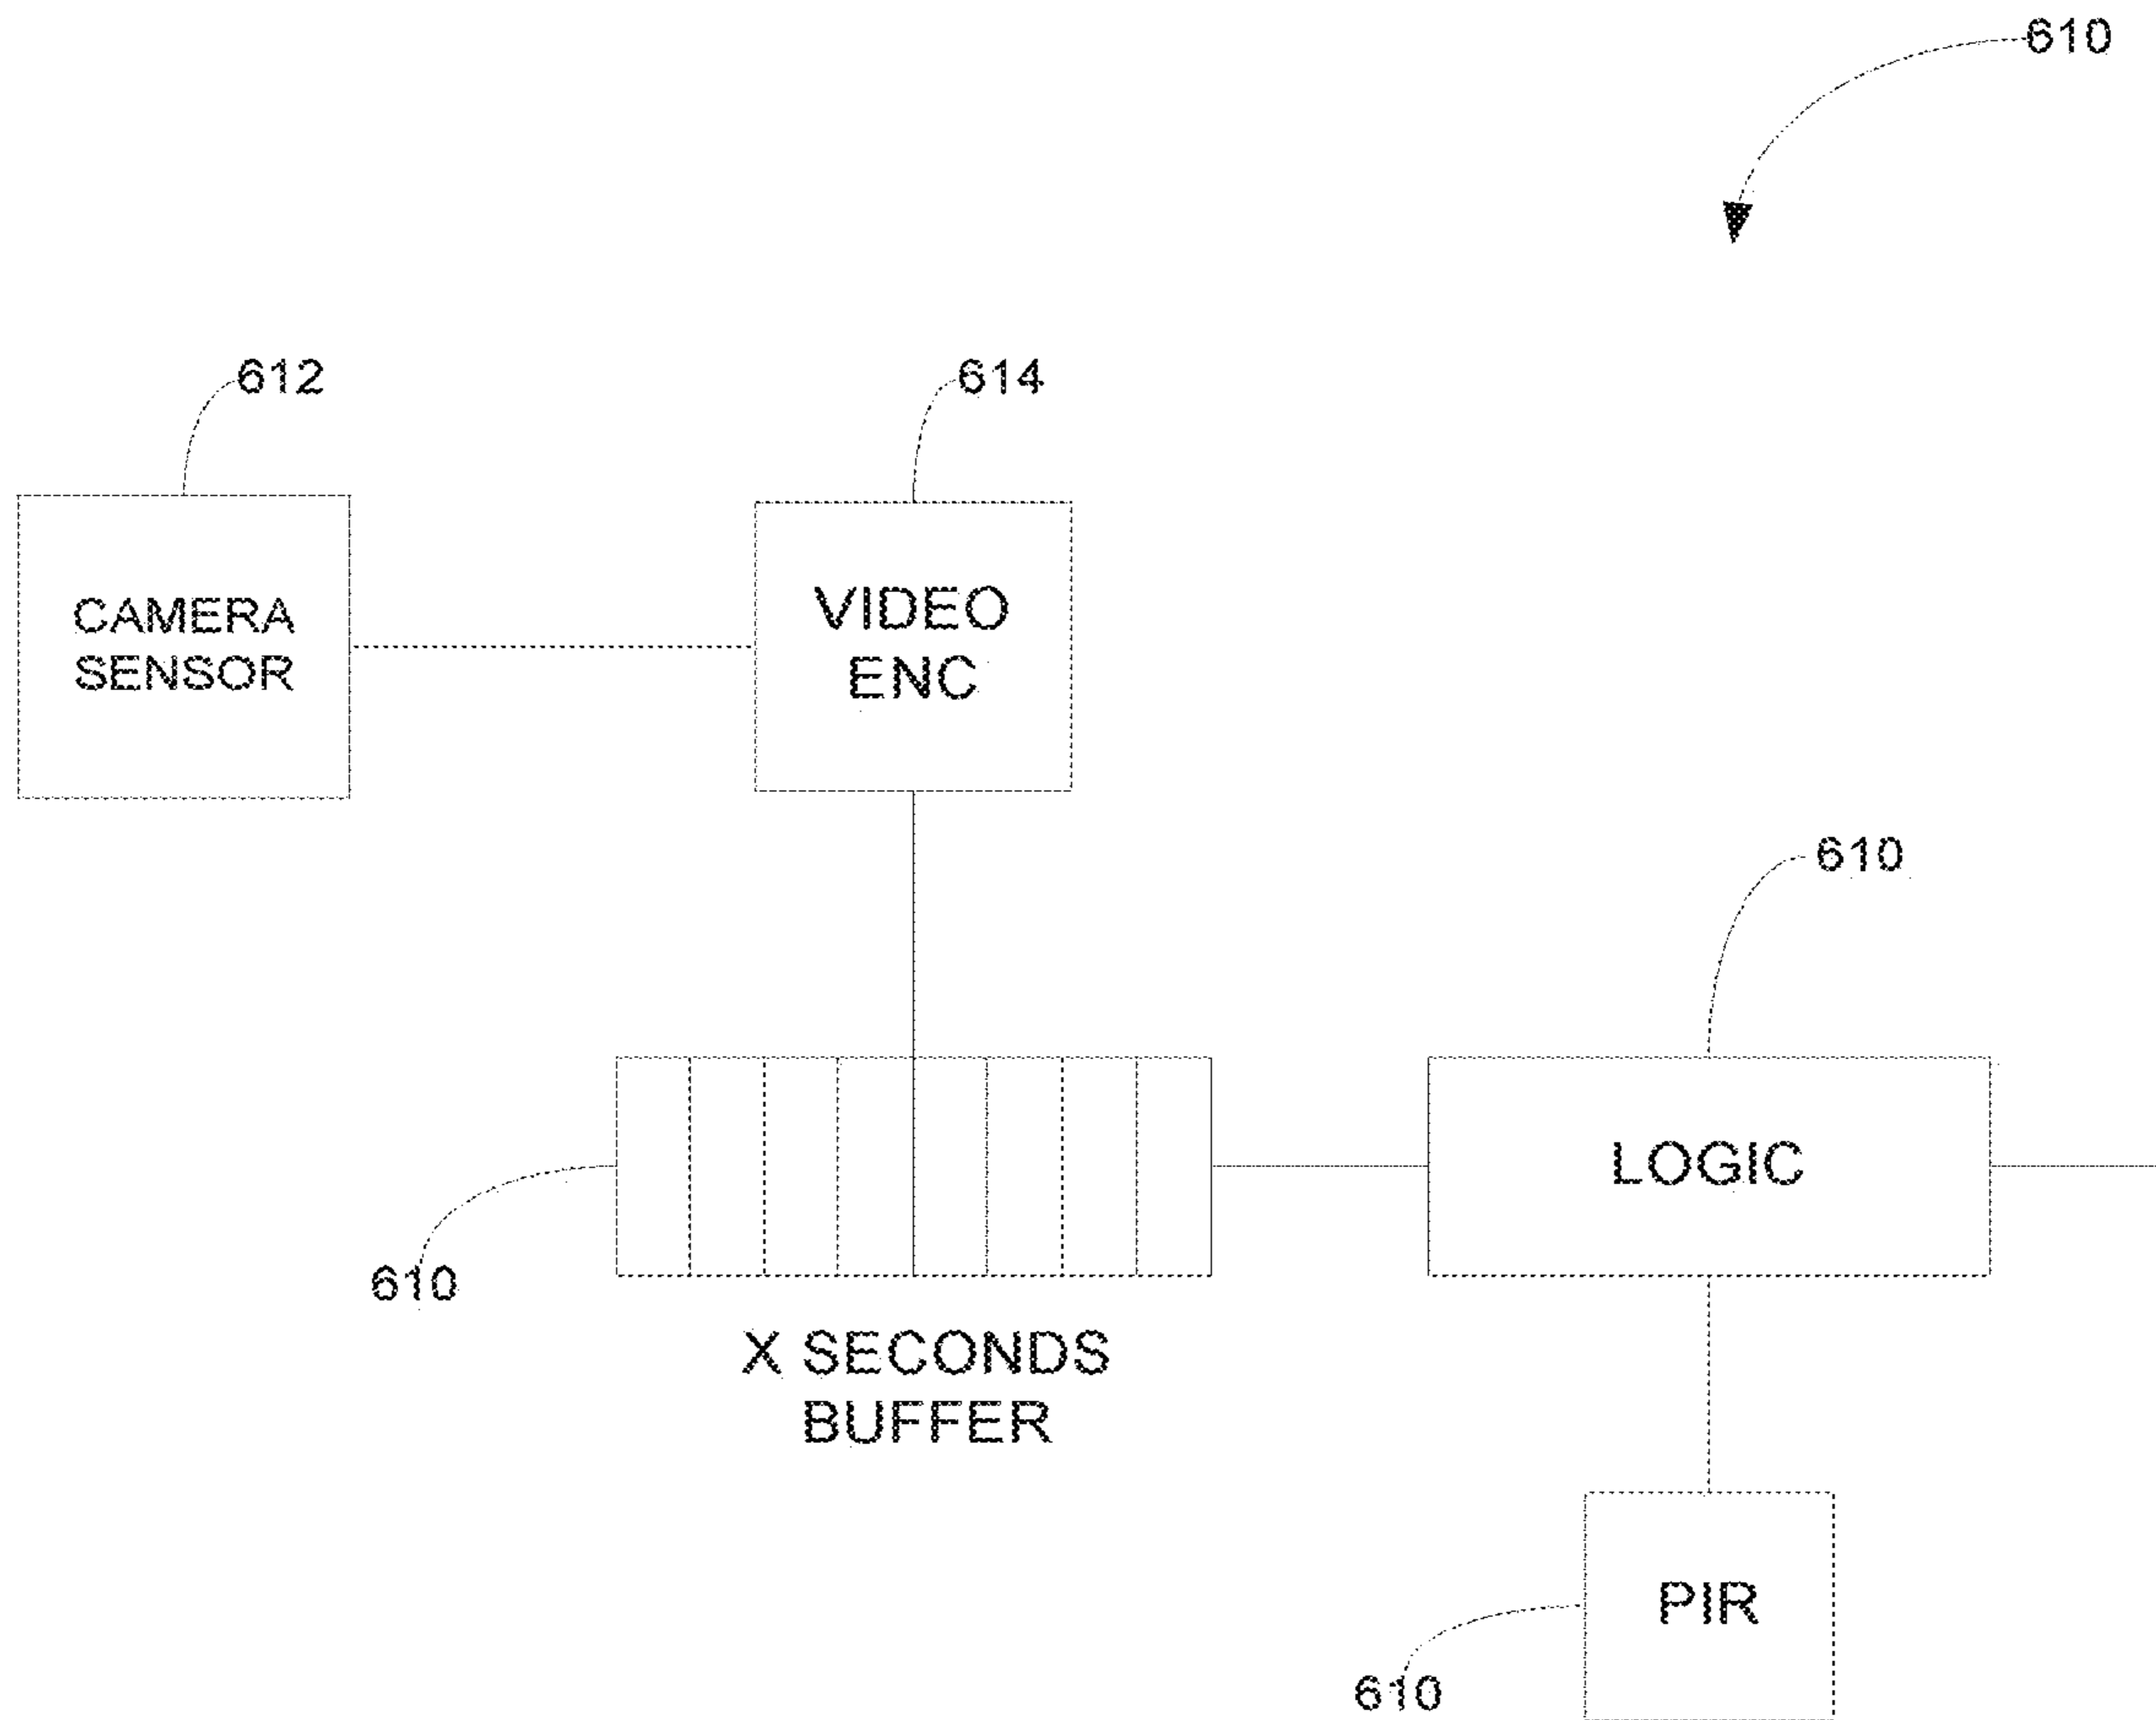 610
612
614
CAMERA
SENSOR
VIDEO
ENC
610
LOGIC
610
X SECONDS
BUFFER
PIR
610